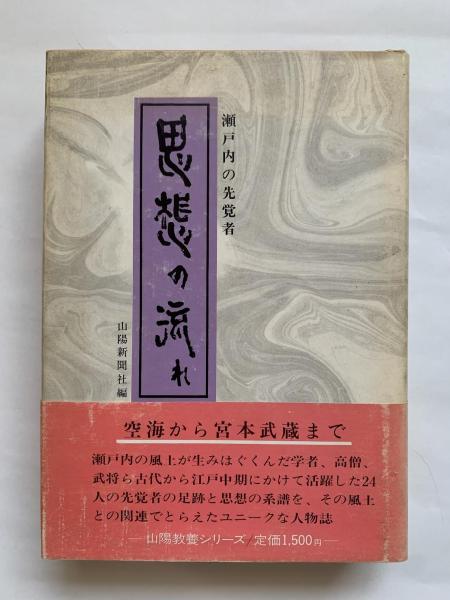 瀬戸内の先覚者
思想の流れ
山陽新聞社編
空海から宮本武蔵まで
瀬戸内の風土が生みはぐくんだ学者、高僧、
武将ら古代から江戸中期にかけて活躍した24
人の先覚者の足跡と思想の系譜を、その風土
との関連でとらえたユニークな人物誌
―山陽教養シリーズ/定価1,500円―